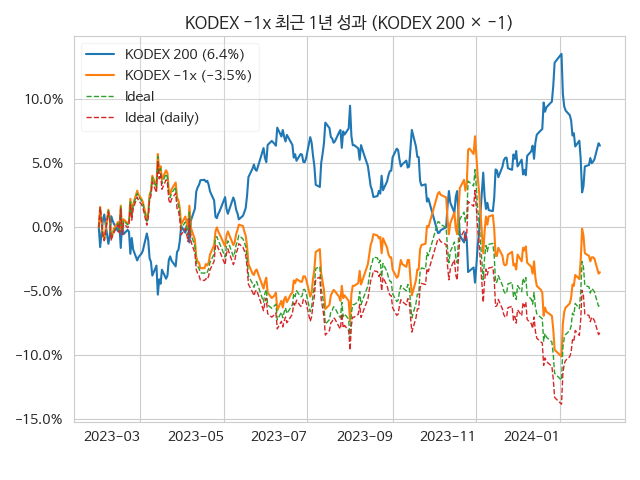 KODEX −1x 최근 1년 성과 (KODEX 200 × −1)
KODEX 200 (6.4%)
KODEX −1x (−3.5%)
Ideal
Ideal (daily)
10.0%
5.0%
0.0%
−5.0%
−10.0%
−15.0%
2023−03
2023−05
2023−07
2023−09
2023−11
2024−01